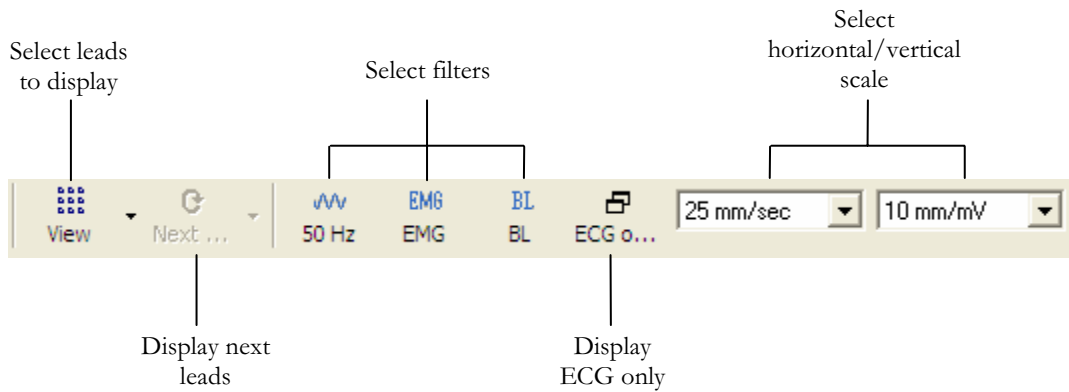 Select leads
to display
Select filters
Select
horizontal/vertical
scale
View
Next ...
50 Hz
EMG
EMG
BL
BL
ECG o...
25 mm/sec
10 mm/mV
Display next
leads
Display
ECG only